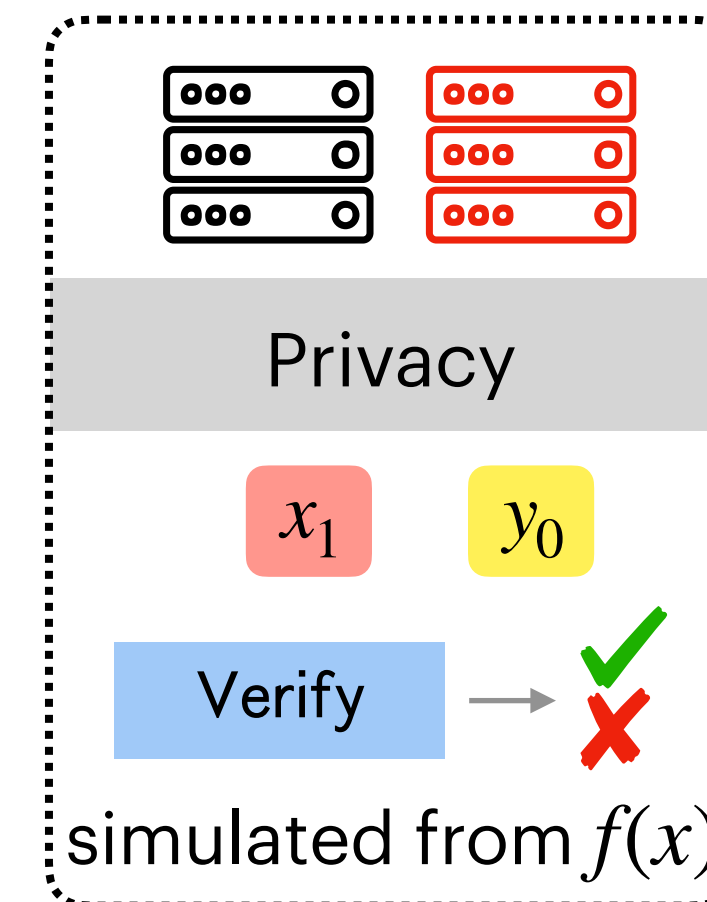 Privacy
x₁ y₀
Verify
simulated from f(x)